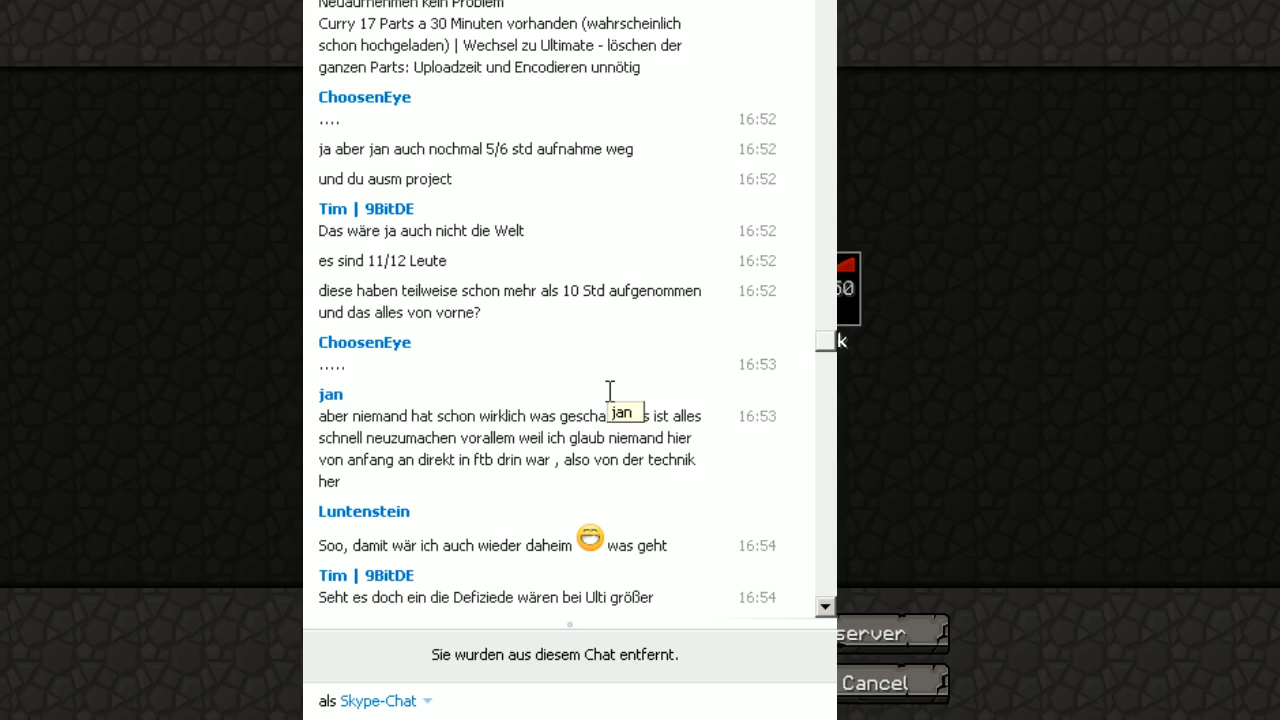 Neuaufnehmen kein Problem
Curry 17 Parts a 30 Minuten vorhanden (wahrscheinlich
schon hochgeladen) | Wechsel zu Ultimate - löschen der
ganzen Parts: Uploadzeit und Encodieren unnötig
ChoosenEye
.... 16:52
ja aber jan auch nochmal 5/6 std aufnahme weg 16:52
und du ausm project 16:52
Tim | 9BitDE
Das wäre ja auch nicht die Welt 16:52
es sind 11/12 Leute 16:52
diese haben teilweise schon mehr als 10 Std aufgenommen 16:52
und das alles von vorne?
ChoosenEye
..... 16:53
jan
aber niemand hat schon wirklich was ist alles 16:53
jan
schnell neuzumachen vorallem weil ich glaub niemand hier
von anfang an direkt in ftb drin war , also von der technik
her
Luntenstein
Soo, damit wär ich auch wieder daheim was geht 16:54
Tim | 9BitDE
Seht es doch ein die Defiziede wären bei Ulti größer 16:54
Sie wurden aus diesem Chat entfernt.
als Skype-Chat
60
k
server
Cancel